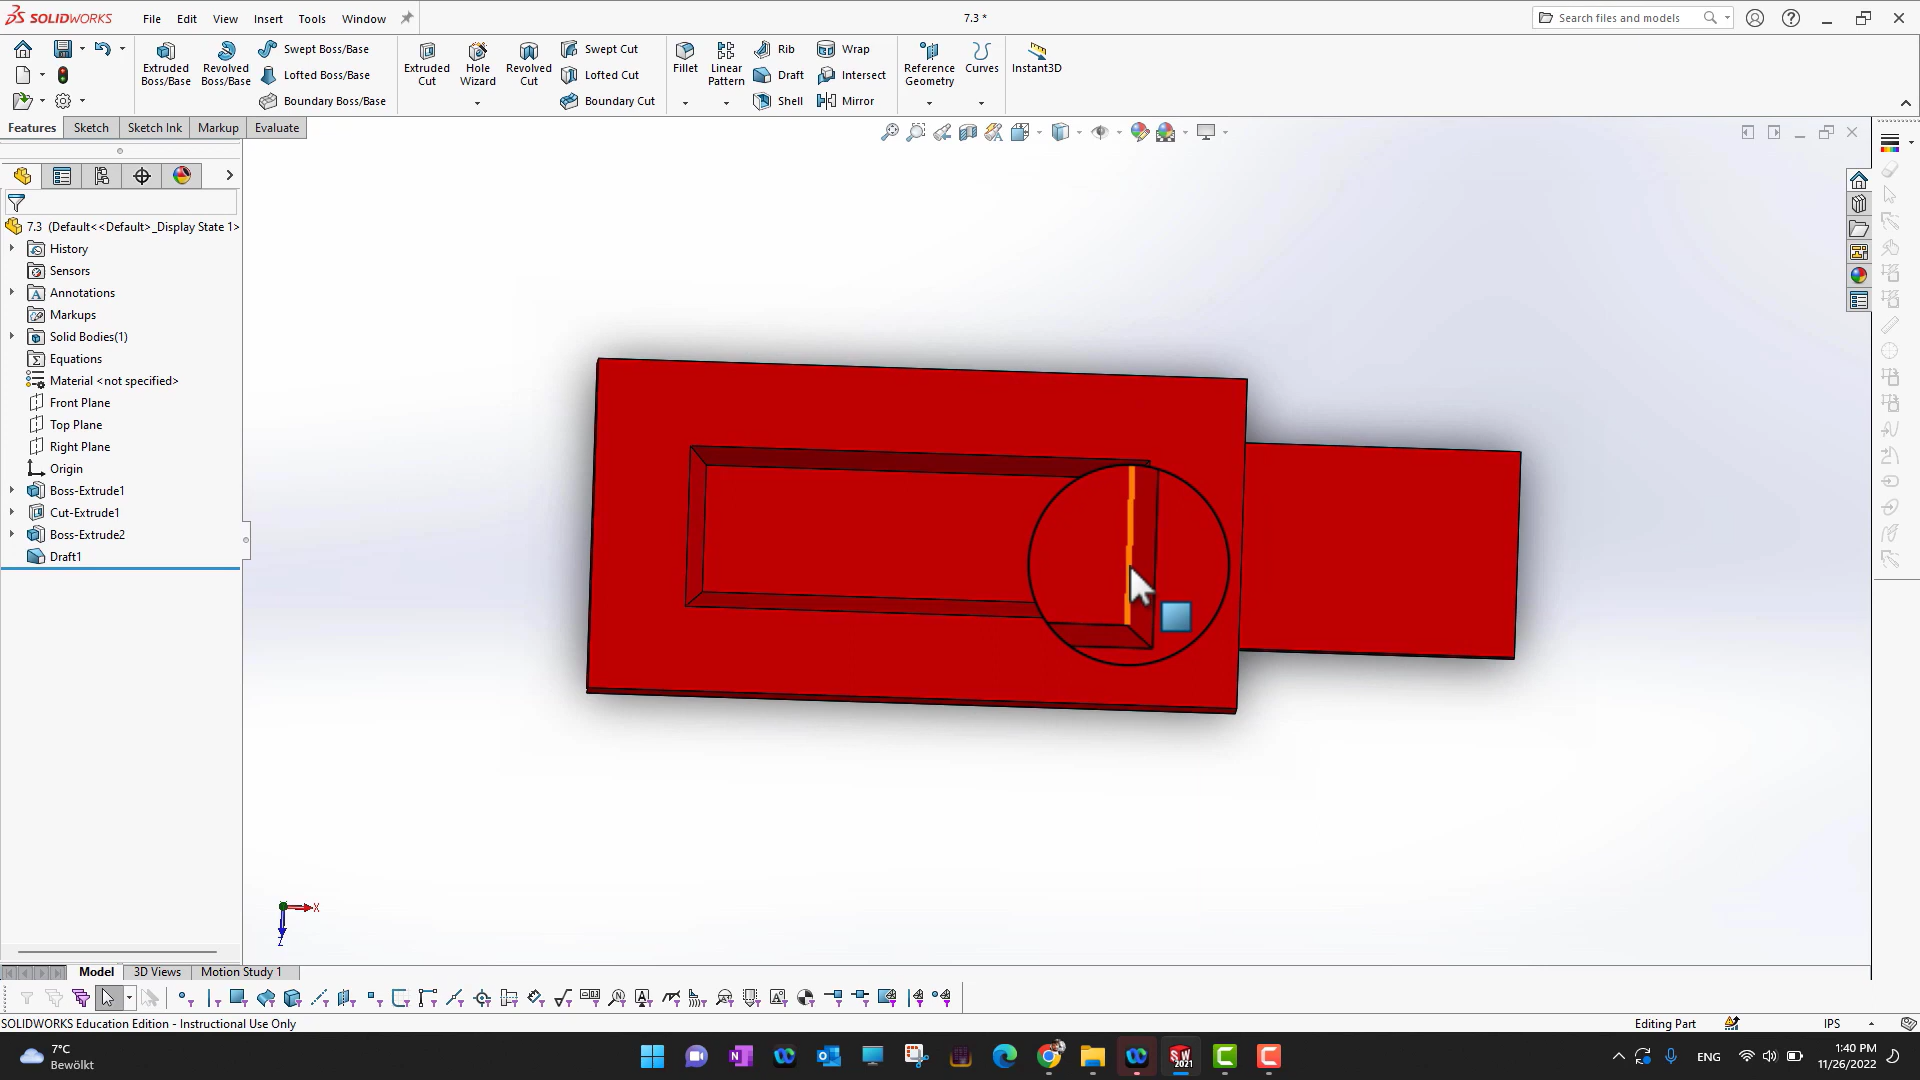 SOLIDWORKS File Edit View Insert Tools Window 7.3 * Search files and models
Extruded Boss/Base
Revolved Boss/Base
Swept Boss/Base
Lofted Boss/Base
Boundary Boss/Base
Extruded Cut
Hole Wizard
Revolved Cut
Swept Cut
Lofted Cut
Boundary Cut
Fillet
Linear Pattern
Rib
Draft
Shell
Wrap
Intersect
Mirror
Reference Geometry
Curves
Instant3D
Features Sketch Sketch Ink Markup Evaluate
7.3 (Default<<Default>_Display State 1>
History
Sensors
Annotations
Markups
Solid Bodies(1)
Equations
Material <not specified>
Front Plane
Top Plane
Right Plane
Origin
Boss-Extrude1
Cut-Extrude1
Boss-Extrude2
Draft1
X
Z
Model 3D Views Motion Study 1
SOLIDWORKS Education Edition - Instructional Use Only Editing Part IPS
7°C
Bewölkt
SW
2021
ENG
1:40 PM
11/26/2022